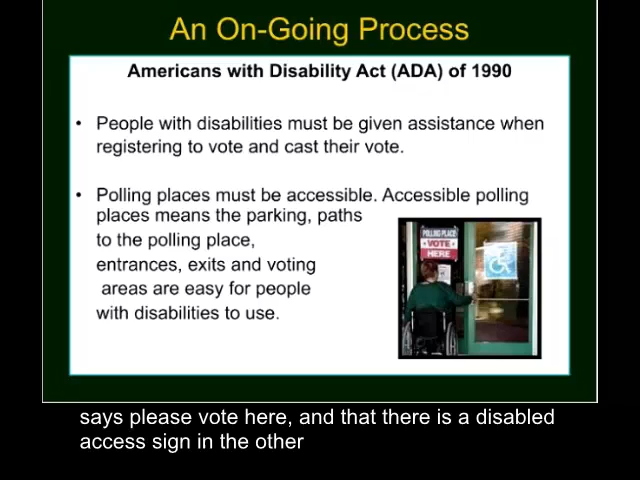 An On-Going Process
Americans with Disability Act (ADA) of 1990
• People with disabilities must be given assistance when
registering to vote and cast their vote.
• Polling places must be accessible. Accessible polling
places means the parking, paths
to the polling place,
entrances, exits and voting
areas are easy for people
with disabilities to use.
POLLING PLACE
VOTE
HERE
says please vote here, and that there is a disabled
access sign in the other